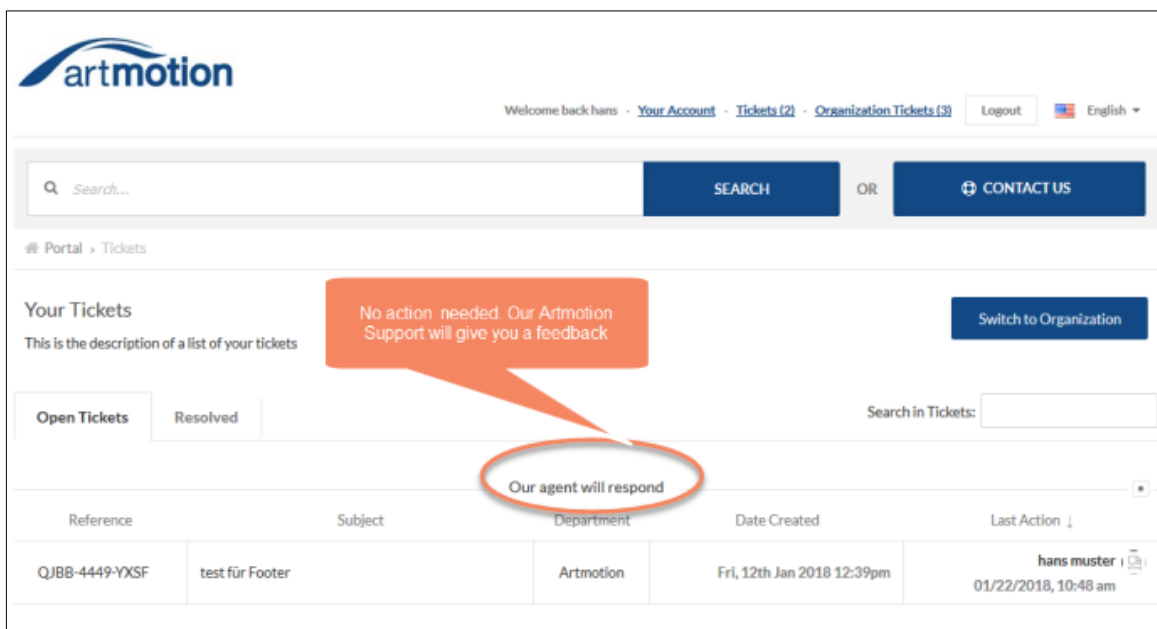 artmotion
Welcome back hans · Your Account · Tickets (2) · Organization Tickets (3) Logout English
Search... SEARCH OR CONTACT US
Portal › Tickets
Your Tickets
This is the description of a list of your tickets
No action needed. Our Artmotion
Support will give you a feedback
Switch to Organization
Open Tickets Resolved Search in Tickets:
Our agent will respond
Reference Subject Department Date Created Last Action ↓
QJBB-4449-YXSF test für Footer Artmotion Fri, 12th Jan 2018 12:39pm hans muster
01/22/2018, 10:48 am